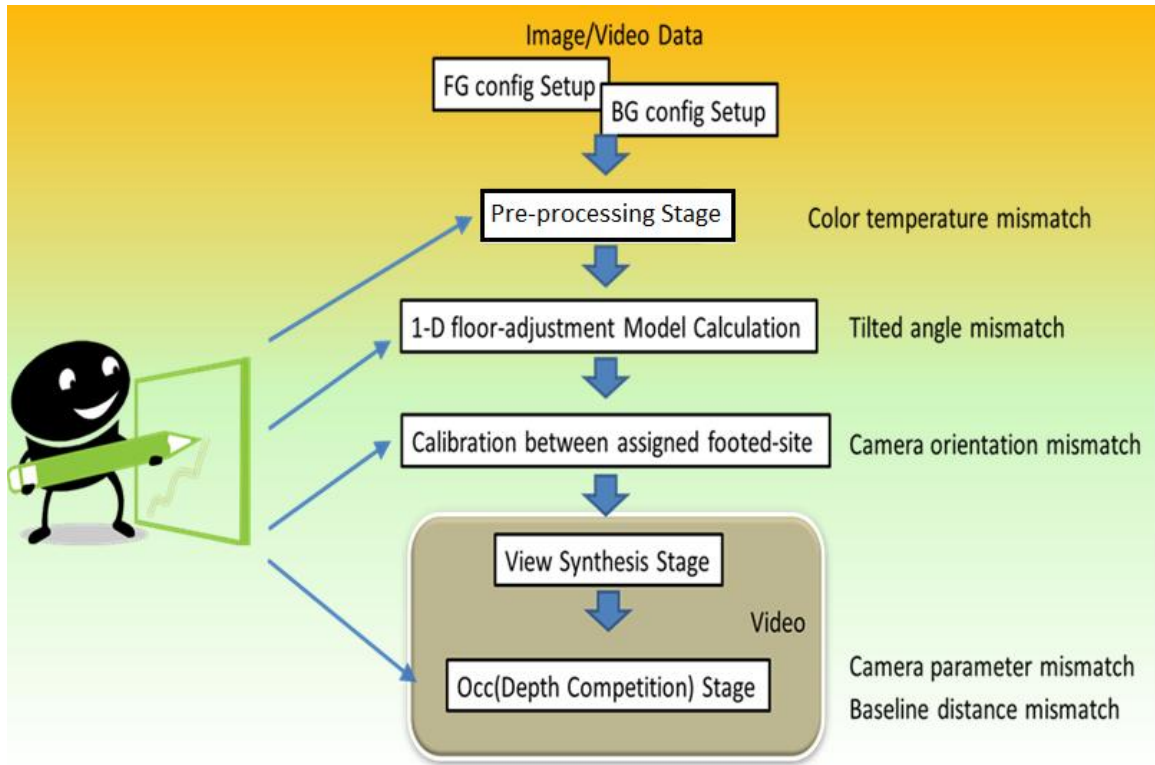 Image/Video Data
FG config Setup
BG config Setup
Pre-processing Stage
Color temperature mismatch
1-D floor-adjustment Model Calculation
Tilted angle mismatch
Calibration between assigned footed-site
Camera orientation mismatch
View Synthesis Stage
Video
Occ(Depth Competition) Stage
Camera parameter mismatch
Baseline distance mismatch